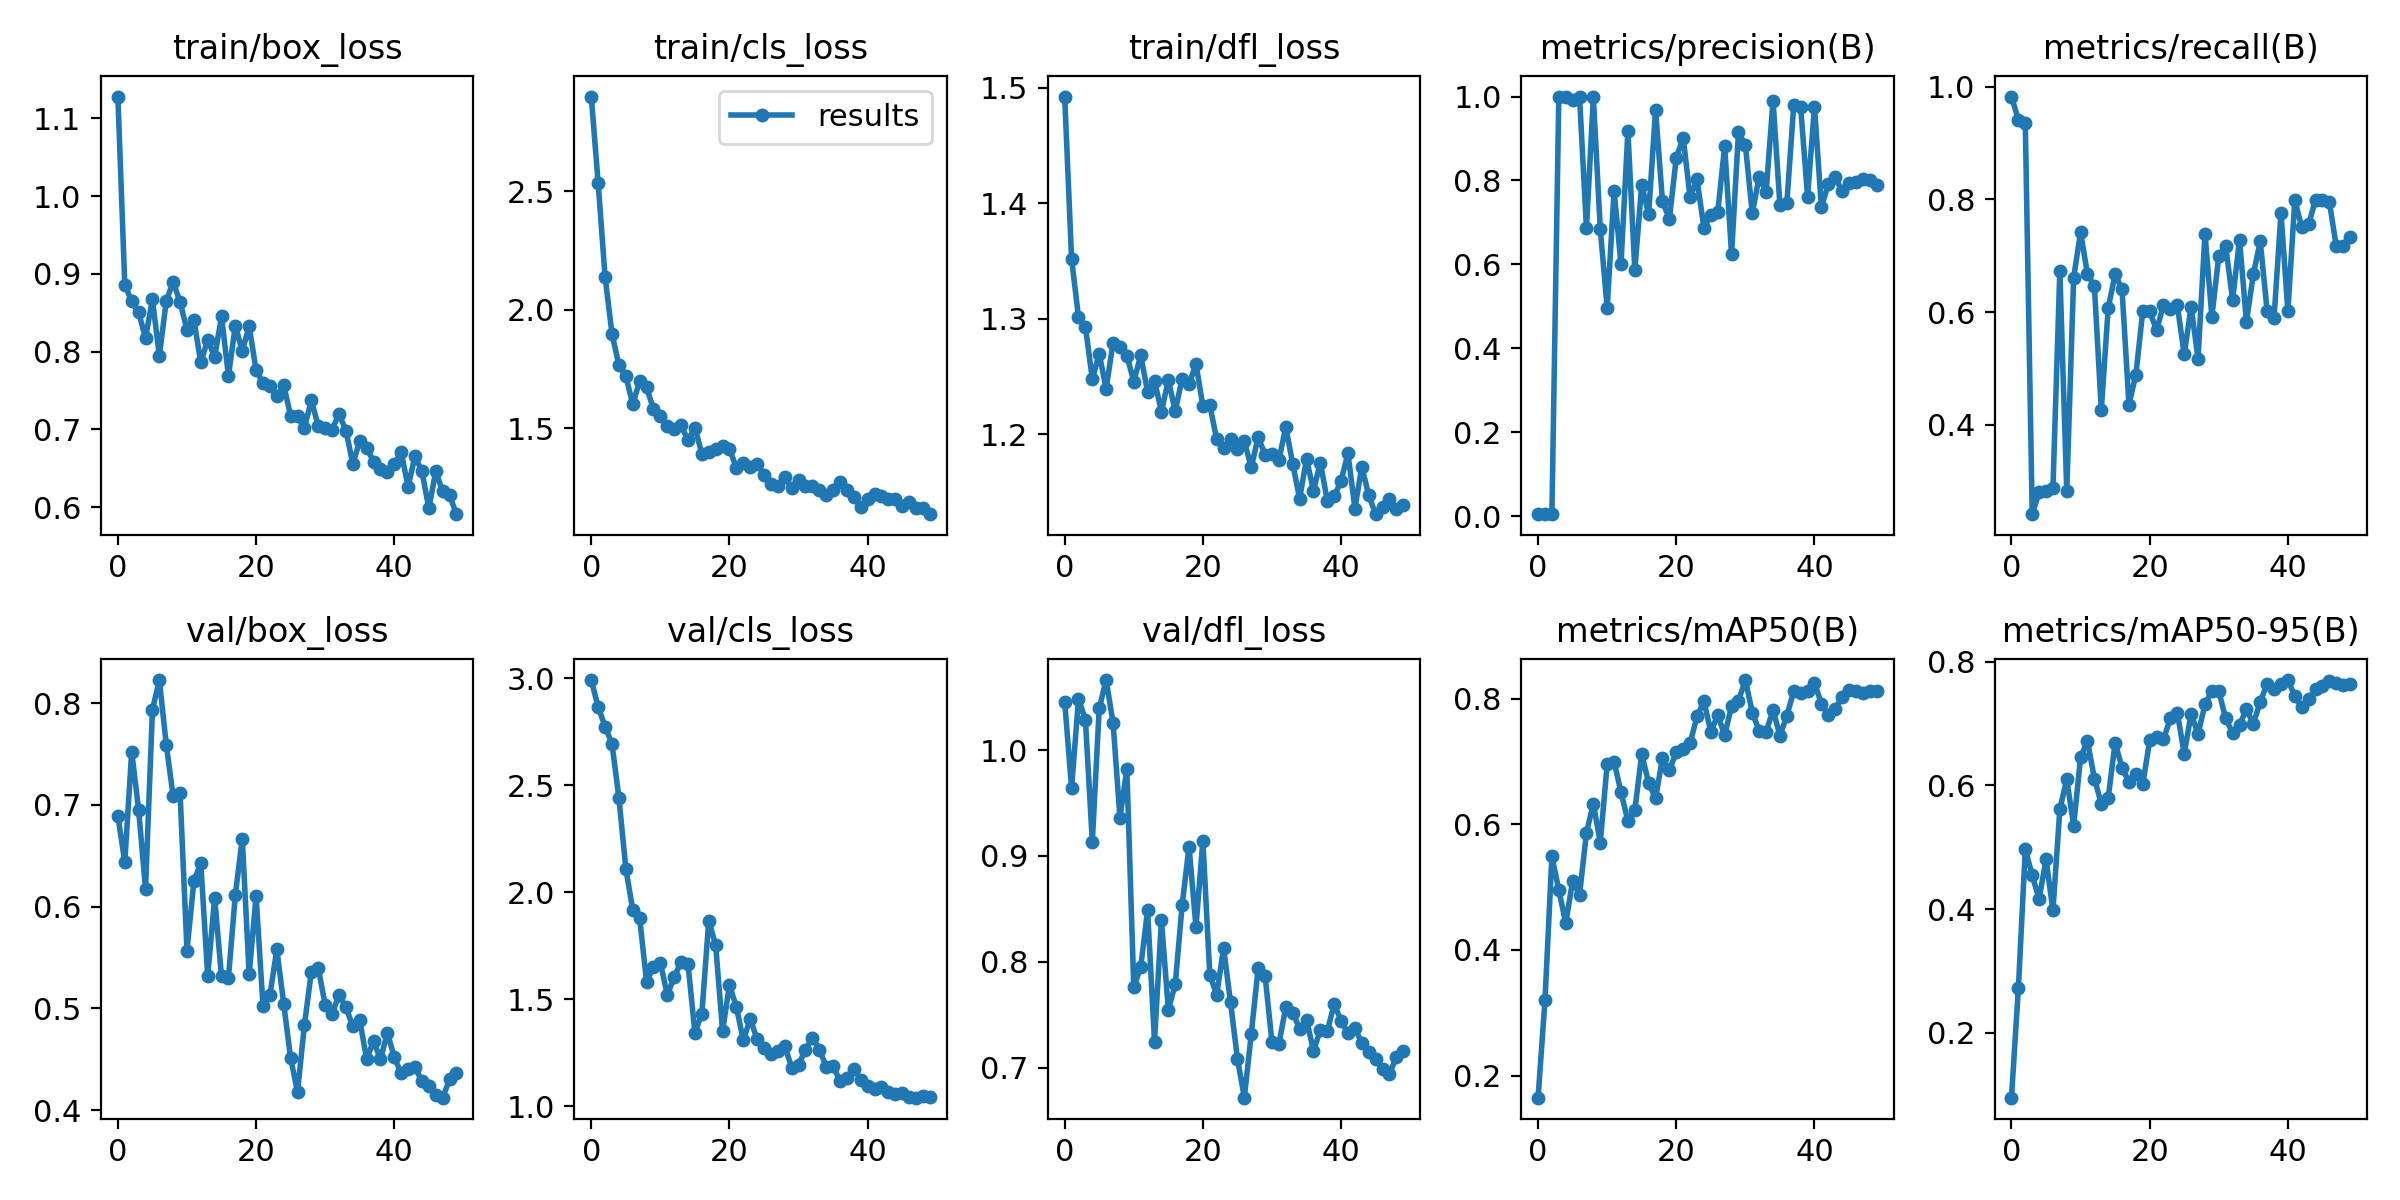 train/box_loss
1.1
1.0
0.9
0.8
0.7
0.6
0 20 40
train/cls_loss
results
2.5
2.0
1.5
0 20 40
train/dfl_loss
1.5
1.4
1.3
1.2
0 20 40
metrics/precision(B)
1.0
0.8
0.6
0.4
0.2
0.0
0 20 40
metrics/recall(B)
1.0
0.8
0.6
0.4
0 20 40
val/box_loss
0.8
0.7
0.6
0.5
0.4
0 20 40
val/cls_loss
3.0
2.5
2.0
1.5
1.0
0 20 40
val/dfl_loss
1.0
0.9
0.8
0.7
0 20 40
metrics/mAP50(B)
0.8
0.6
0.4
0.2
0 20 40
metrics/mAP50-95(B)
0.8
0.6
0.4
0.2
0 20 40